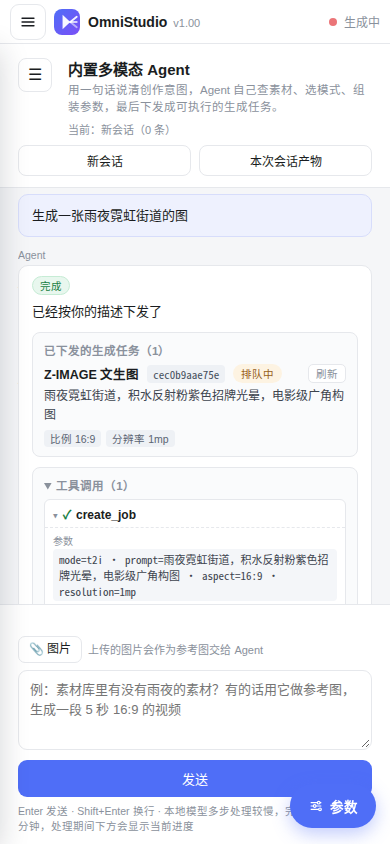 OmniStudio v1.00
生成中
内置多模态 Agent
用一句话说清创作意图，Agent 自己查素材、选模式、组
装参数，最后下发成可执行的生成任务。
当前：新会话（0 条）
新会话
本次会话产物
生成一张雨夜霓虹街道的图
Agent
完成
已经按你的描述下发了
已下发的生成任务（1）
Z-IMAGE 文生图 cec0b9aae75e 排队中 刷新
雨夜霓虹街道，积水反射粉紫色招牌光晕，电影级广角构
图
比例 16:9 分辨率 1mp
▼ 工具调用（1）
▾ ✓ create_job
参数
mode=t2i · prompt=雨夜霓虹街道，积水反射粉紫色招
牌光晕，电影级广角构图 · aspect=16:9 ·
resolution=1mp
📎 图片 上传的图片会作为参考图交给 Agent
例：素材库里有没有雨夜的素材？有的话用它做参考图，
生成一段 5 秒 16:9 的视频
发送
Enter 发送 · Shift+Enter 换行 · 本地模型多步处理较慢，
分钟，处理期间下方会显示当前进度
参数